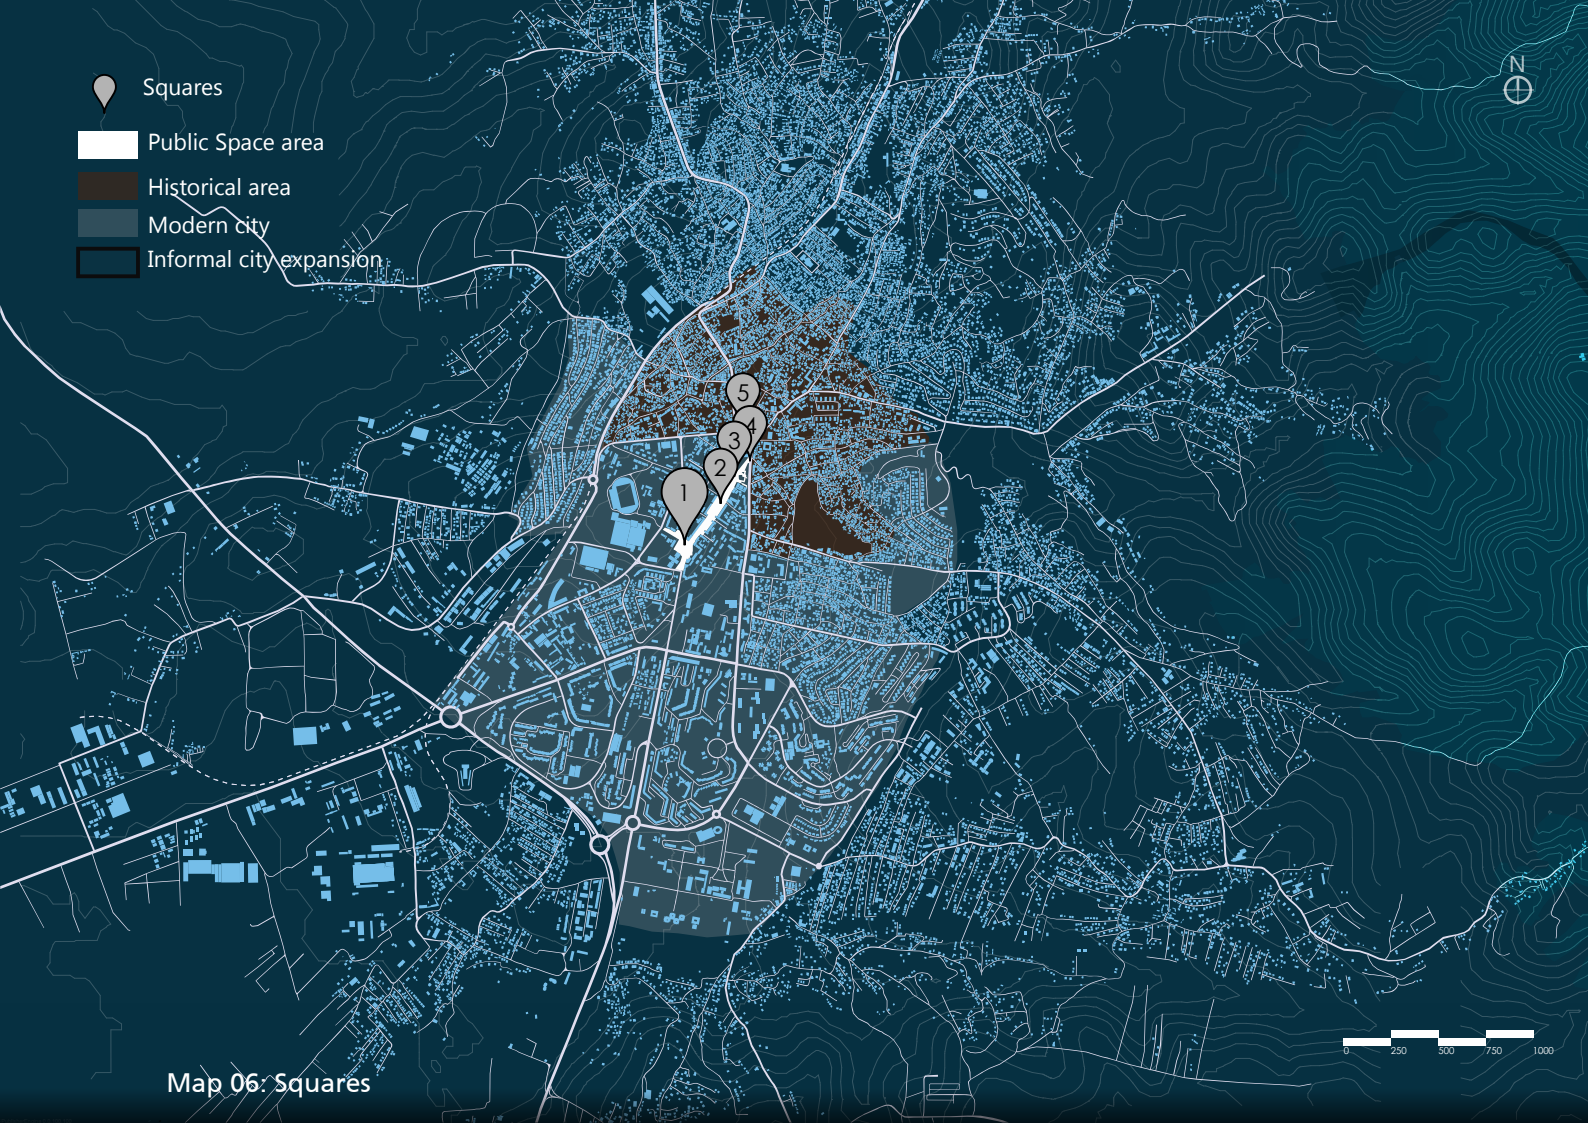 Squares
N
Public Space area
Historical area
Modern city
Informal city expansion
5
4
3
2
1
0 250 500 750 1000
Map 06: Squares